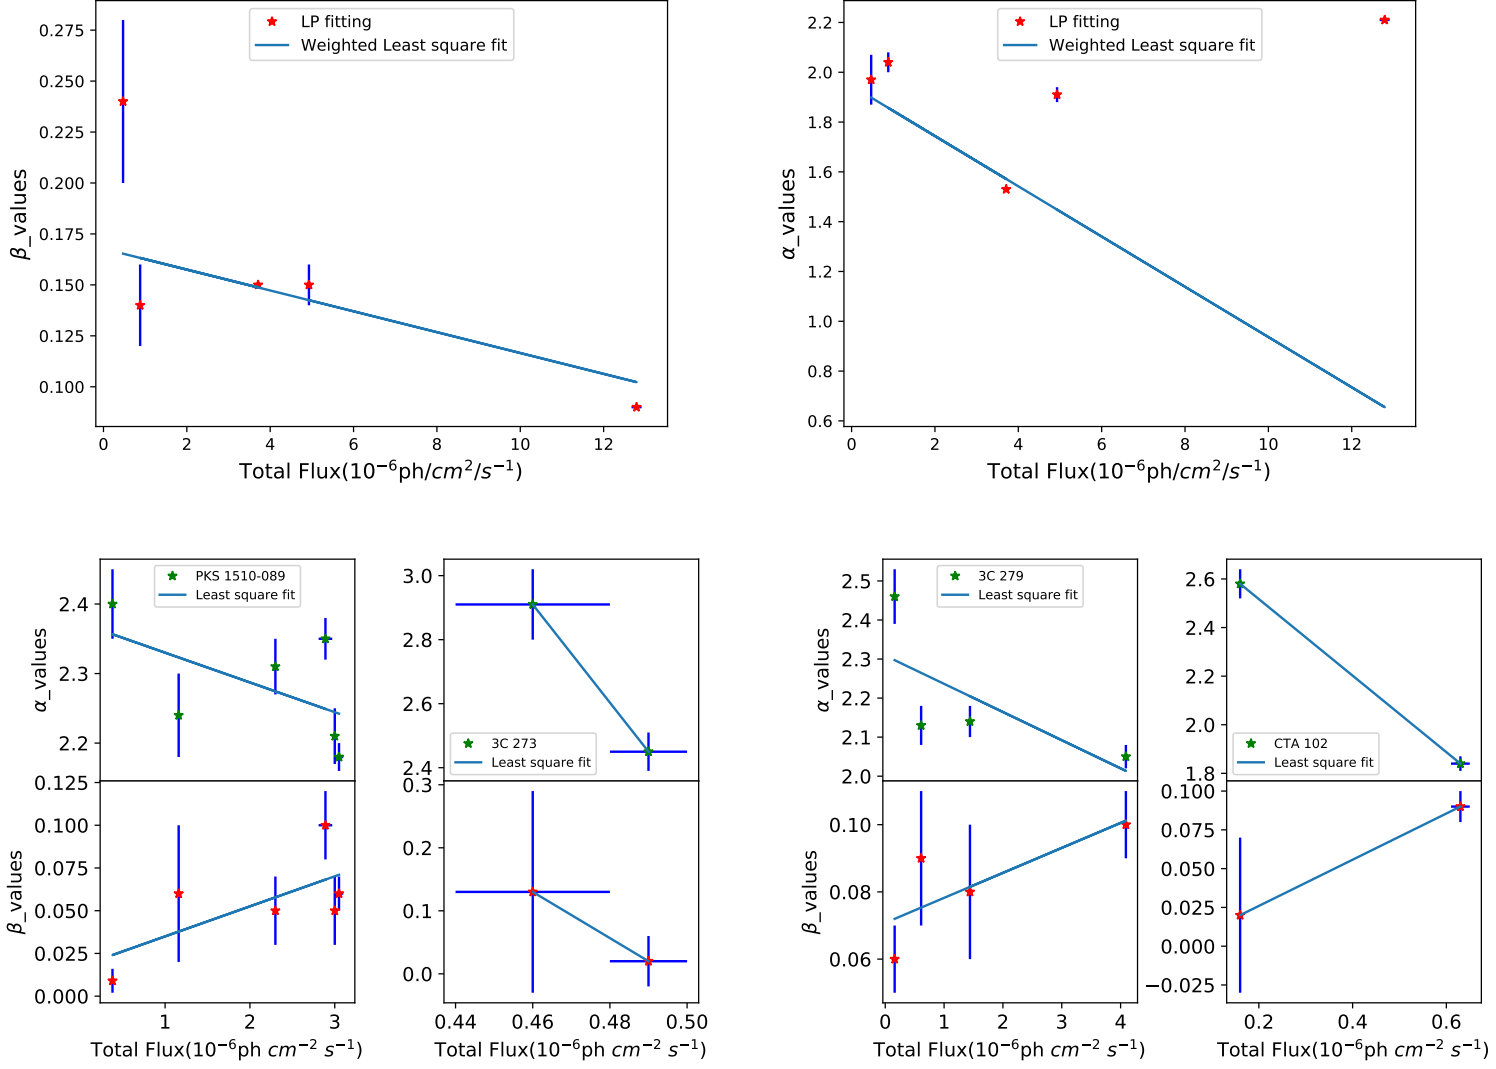 LP fitting
Weighted Least square fit
0.275
0.250
0.225
0.200
0.175
0.150
0.125
0.100
β_values
0 2 4 6 8 10 12
Total Flux(10⁻⁶ph/cm²/s⁻¹)
LP fitting
Weighted Least square fit
2.2
2.0
1.8
1.6
1.4
1.2
1.0
0.8
0.6
α_values
0 2 4 6 8 10 12
Total Flux(10⁻⁶ph/cm²/s⁻¹)
PKS 1510-089
Least square fit
2.4
2.3
2.2
α_values
0.125
0.100
0.075
0.050
0.025
0.000
β_values
1 2 3
Total Flux(10⁻⁶ph cm⁻² s⁻¹)
3.0
2.8
2.6
2.4
3C 273
Least square fit
0.3
0.2
0.1
0.0
0.44 0.46 0.48 0.50
Total Flux(10⁻⁶ph cm⁻² s⁻¹)
3C 279
Least square fit
2.5
2.4
2.3
2.2
2.1
2.0
α_values
0.10
0.08
0.06
β_values
0 1 2 3 4
Total Flux(10⁻⁶ph cm⁻² s⁻¹)
2.6
2.4
2.2
2.0
1.8
CTA 102
Least square fit
0.100
0.075
0.050
0.025
0.000
−0.025
0.2 0.4 0.6
Total Flux(10⁻⁶ph cm⁻² s⁻¹)